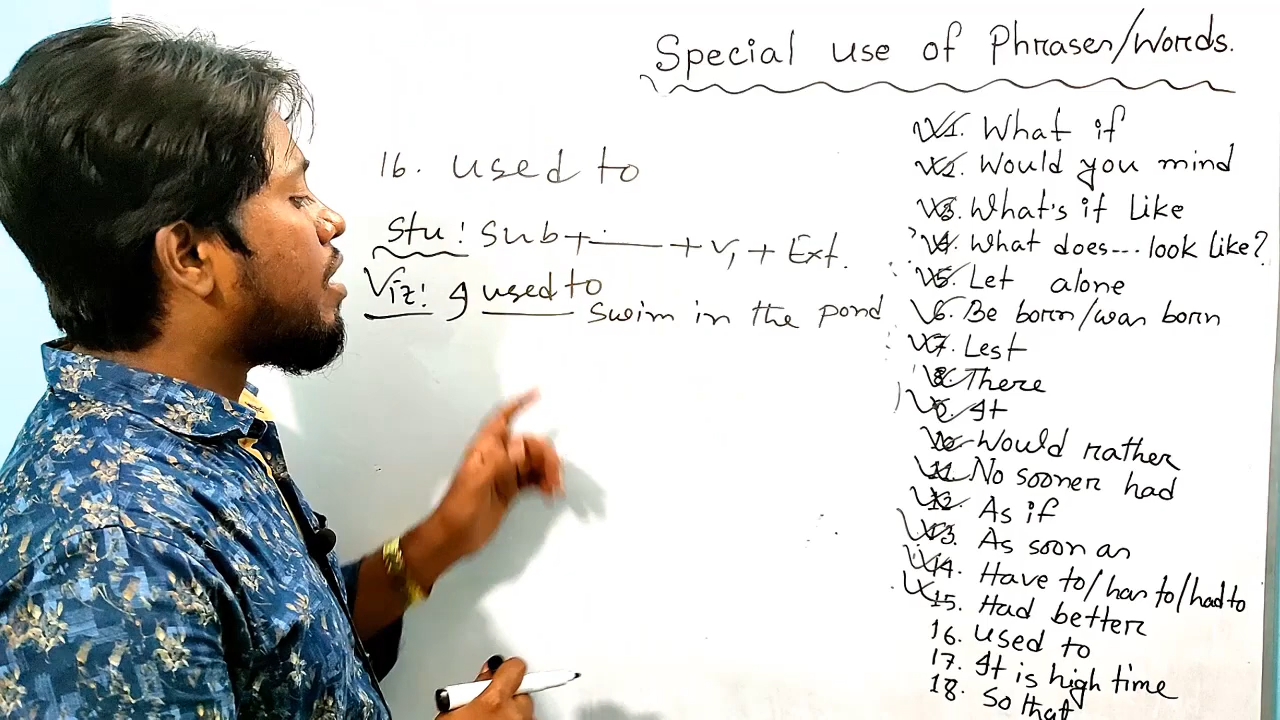 Special use of Phrases/Words.
16. used to
Stu: Sub+——+V₁+Ext.
Viz: I used to swim in the pond
1. What if
2. Would you mind
3. What's it Like
4. What does---look like?
5. Let alone
6. Be born/was born
7. Lest
8. There
9. It
10. Would rather
11. No sooner had
12. As if
13. As soon as
14. Have to/has to/had to
15. Had better
16. used to
17. It is high time
18. So that